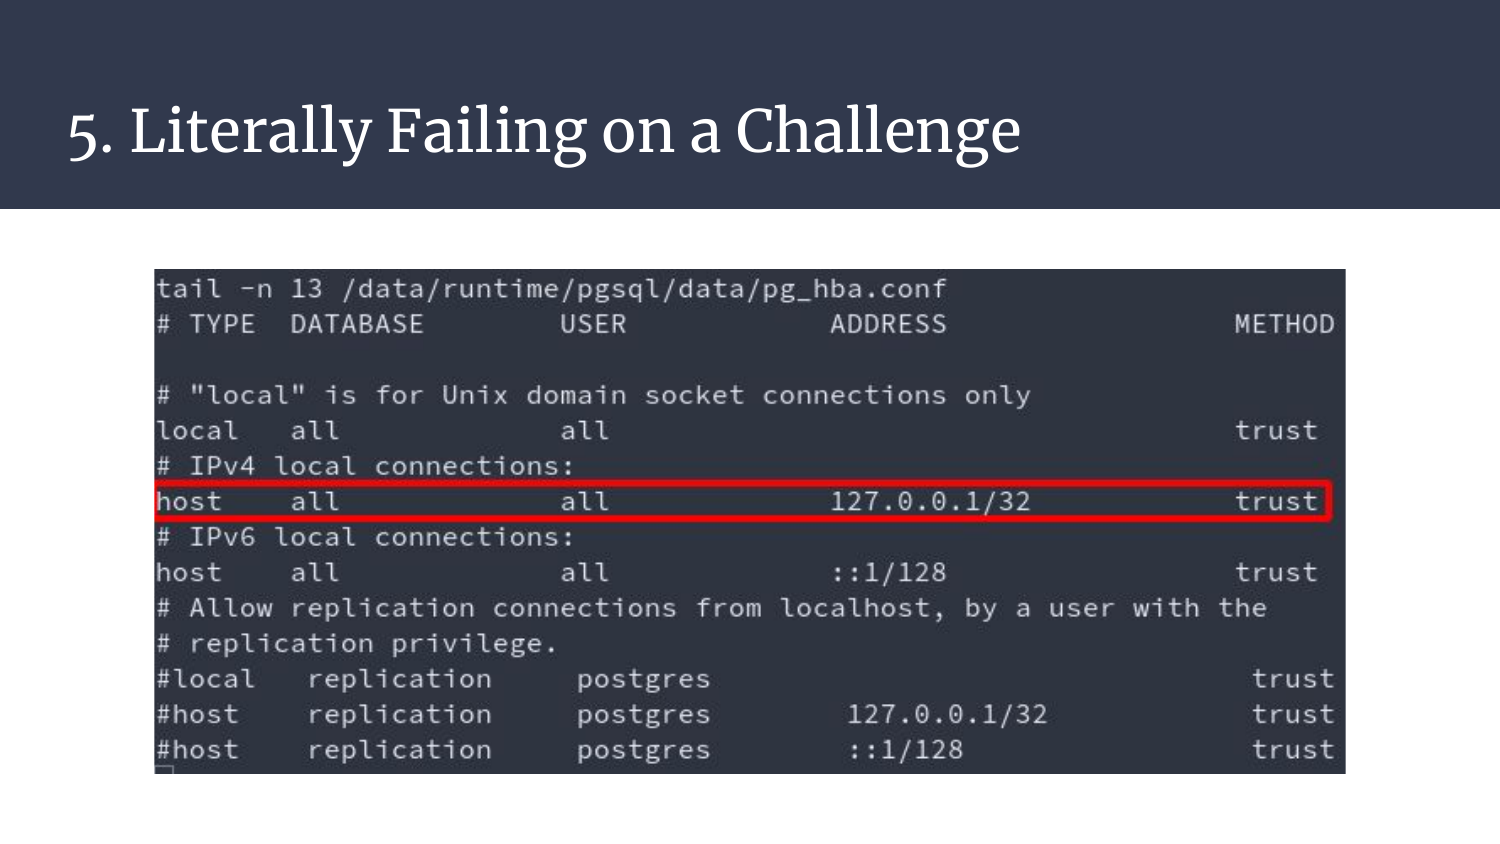 5. Literally Failing on a Challenge
tail -n 13 /data/runtime/pgsql/data/pg_hba.conf
# TYPE  DATABASE        USER            ADDRESS                 METHOD
# "local" is for Unix domain socket connections only
local   all             all                                     trust
# IPv4 local connections:
host    all             all             127.0.0.1/32            trust
# IPv6 local connections:
host    all             all             ::1/128                 trust
# Allow replication connections from localhost, by a user with the
# replication privilege.
#local   replication     postgres                                trust
#host    replication     postgres        127.0.0.1/32            trust
#host    replication     postgres        ::1/128                 trust